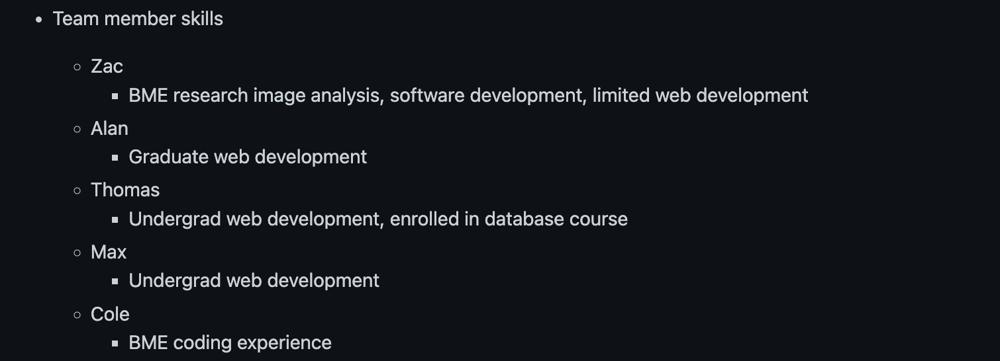 Team member skills
Zac
BME research image analysis, software development, limited web development
Alan
Graduate web development
Thomas
Undergrad web development, enrolled in database course
Max
Undergrad web development
Cole
BME coding experience